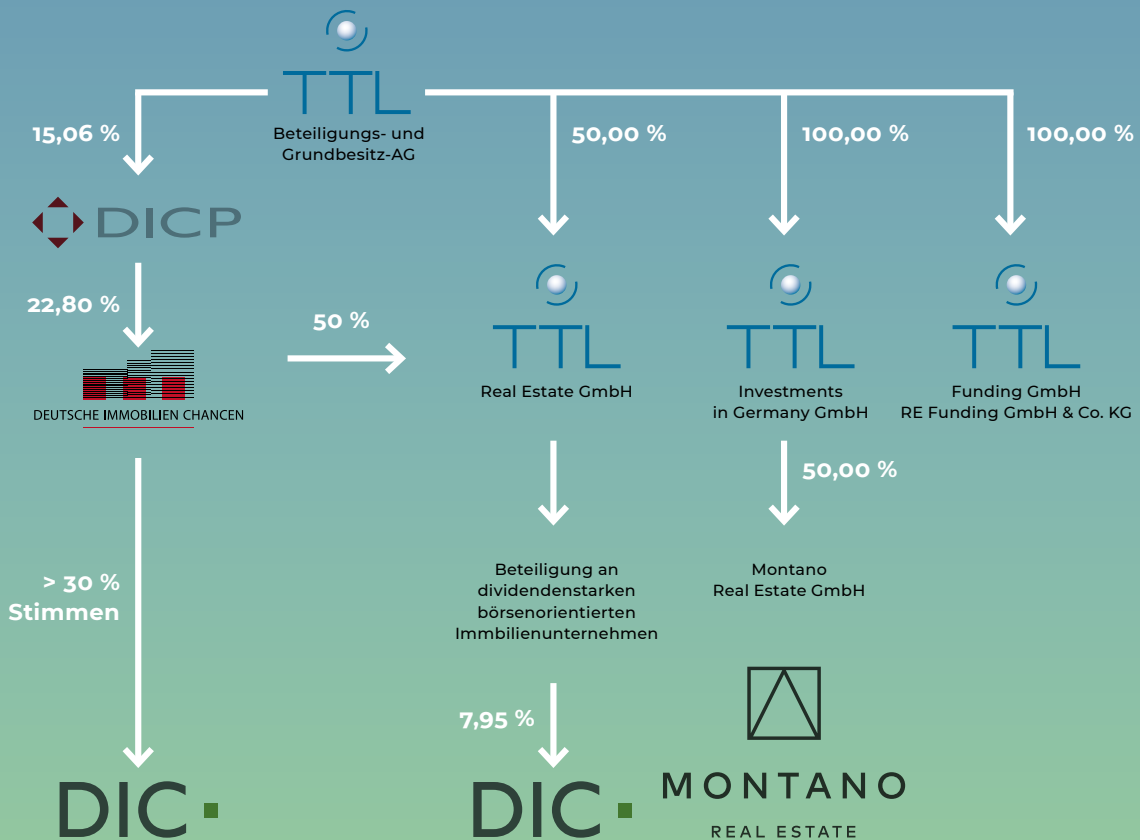 TTL
Beteiligungs- und
Grundbesitz-AG
15,06 %
50,00 %
100,00 %
100,00 %
DICP
22,80 %
50 %
DEUTSCHE IMMOBILIEN CHANCEN
TTL
Real Estate GmbH
TTL
Investments
in Germany GmbH
TTL
Funding GmbH
RE Funding GmbH & Co. KG
50,00 %
> 30 %
Stimmen
Beteiligung an
dividendenstarken
börsenorientierten
Immbilienunternehmen
Montano
Real Estate GmbH
7,95 %
DIC
DIC
MONTANO
REAL ESTATE